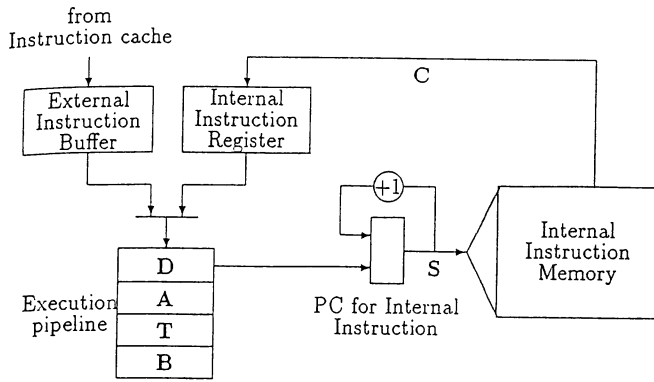 from
Instruction cache
External
Instruction
Buffer
Internal
Instruction
Register
C
+1
D
A
T
B
Execution
pipeline
S
PC for Internal
Instruction
Internal
Instruction
Memory